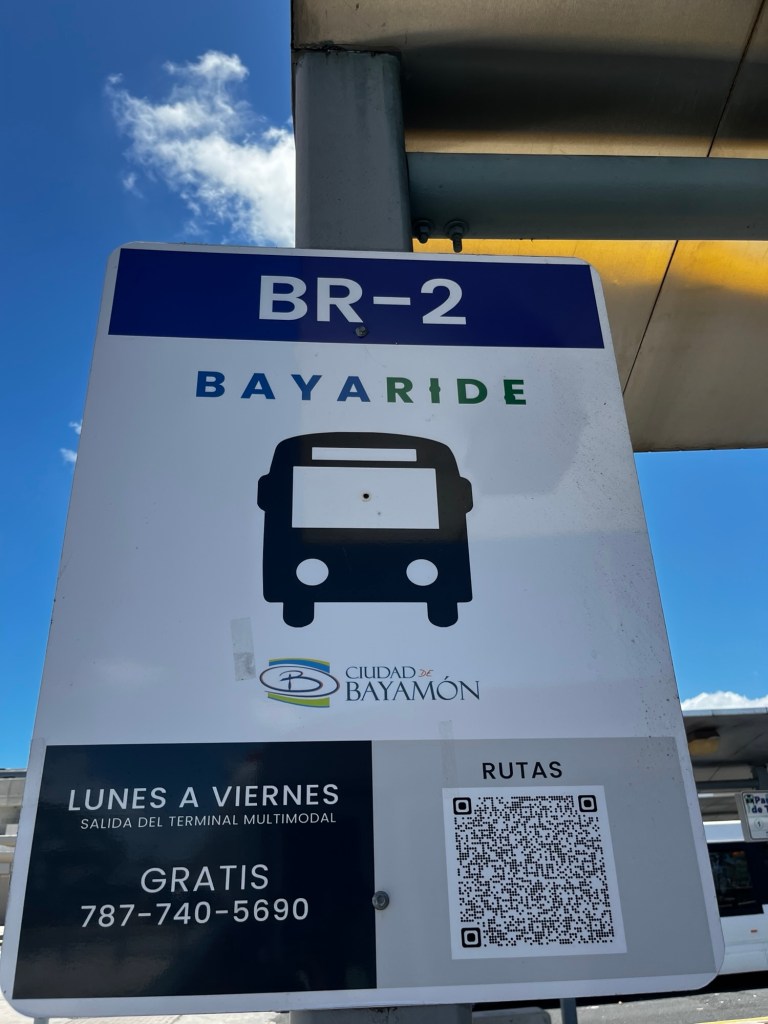 BR-2
BAYARIDE
B CIUDAD DE
BAYAMÓN
LUNES A VIERNES
SALIDA DEL TERMINAL MULTIMODAL
GRATIS
787-740-5690
RUTAS